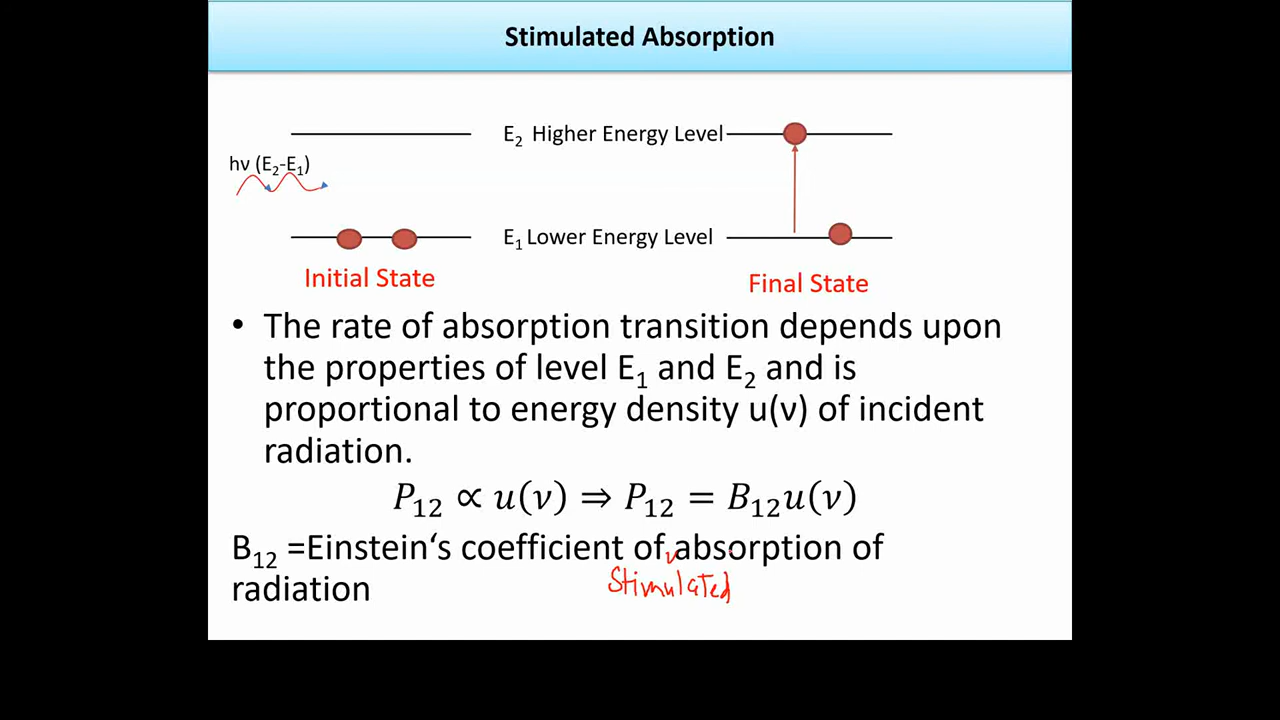 Stimulated Absorption
E₂ Higher Energy Level
hν (E₂-E₁)
E₁ Lower Energy Level
Initial State
Final State
• The rate of absorption transition depends upon
the properties of level E₁ and E₂ and is
proportional to energy density u(ν) of incident
radiation.
P₁₂ ∝ u(ν) ⇒ P₁₂ = B₁₂u(ν)
B₁₂ =Einstein‘s coefficient of absorption of
radiation
Stimulated